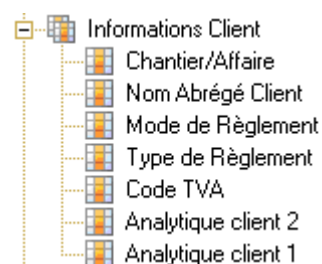 Informations Client
Chantier/Affaire
Nom Abrégé Client
Mode de Règlement
Type de Règlement
Code TVA
Analytique client 2
Analytique client 1